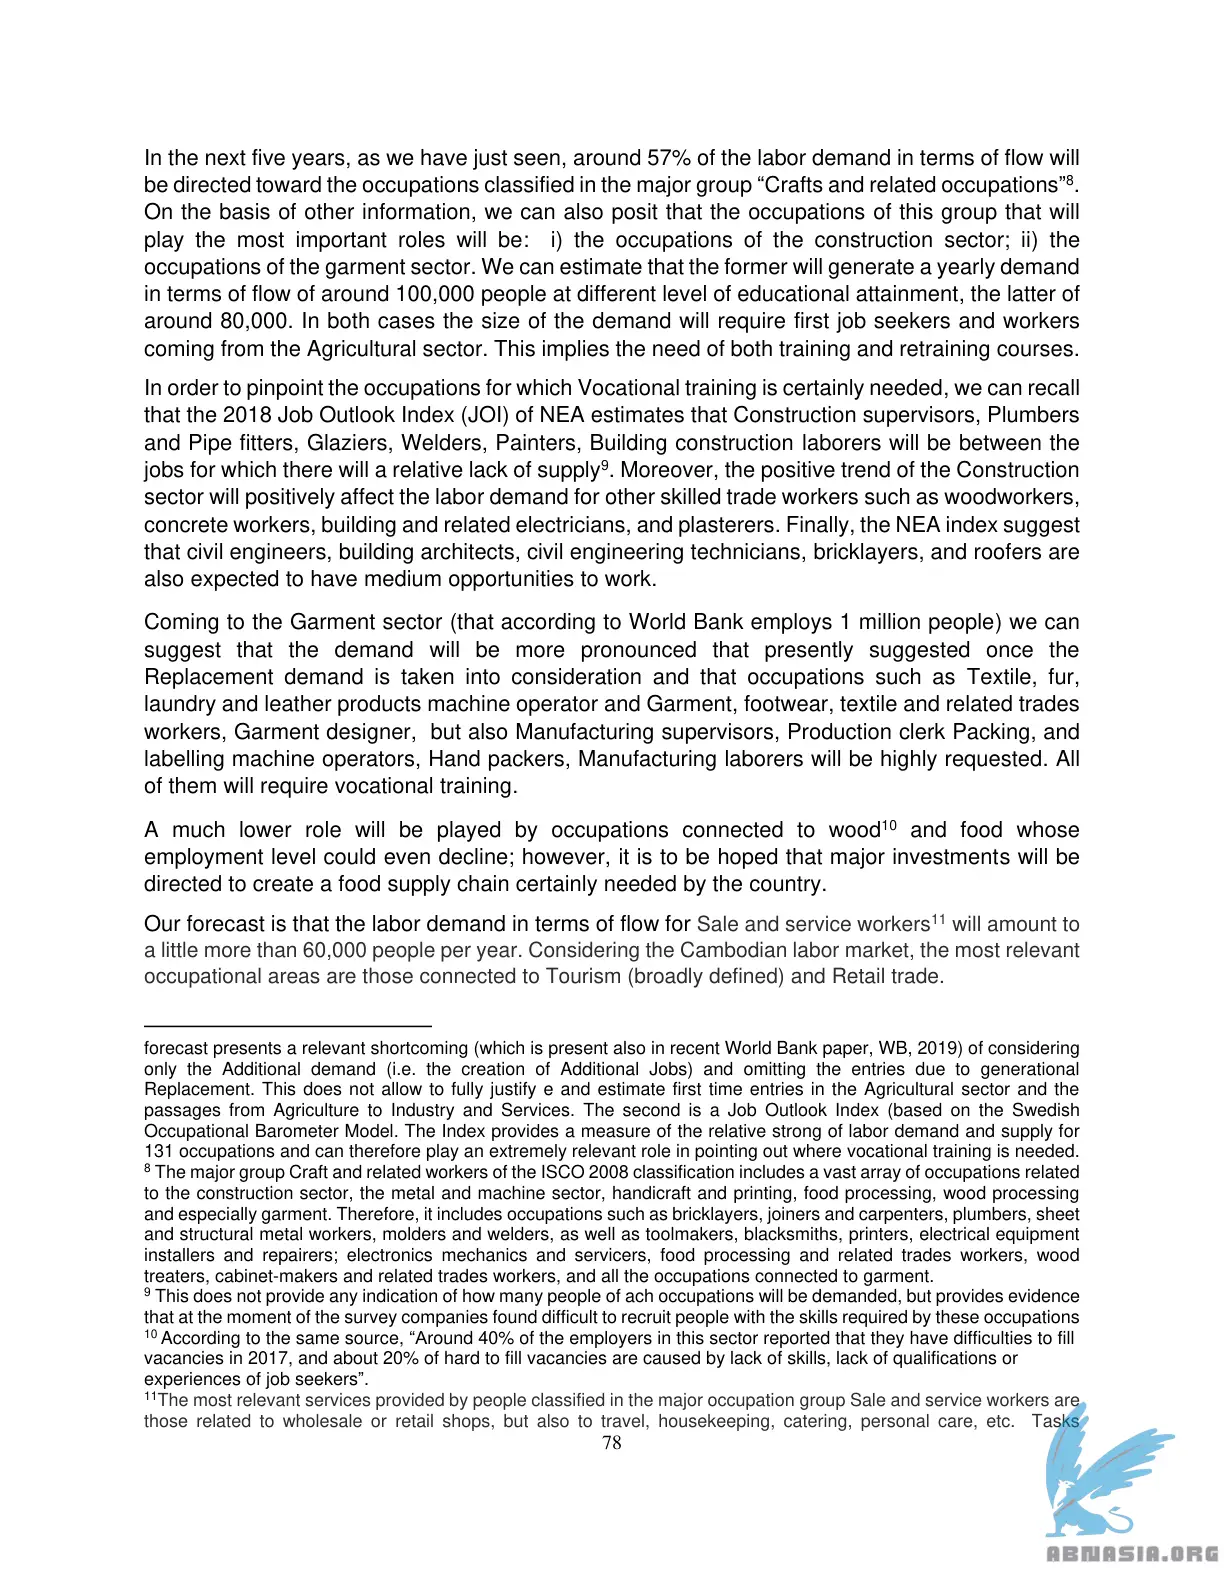 In the next five years, as we have just seen, around 57% of the labor demand in terms of flow will
be directed toward the occupations classified in the major group “Crafts and related occupations”⁸.
On the basis of other information, we can also posit that the occupations of this group that will
play the most important roles will be: i) the occupations of the construction sector; ii) the
occupations of the garment sector. We can estimate that the former will generate a yearly demand
in terms of flow of around 100,000 people at different level of educational attainment, the latter of
around 80,000. In both cases the size of the demand will require first job seekers and workers
coming from the Agricultural sector. This implies the need of both training and retraining courses.
In order to pinpoint the occupations for which Vocational training is certainly needed, we can recall
that the 2018 Job Outlook Index (JOI) of NEA estimates that Construction supervisors, Plumbers
and Pipe fitters, Glaziers, Welders, Painters, Building construction laborers will be between the
jobs for which there will a relative lack of supply⁹. Moreover, the positive trend of the Construction
sector will positively affect the labor demand for other skilled trade workers such as woodworkers,
concrete workers, building and related electricians, and plasterers. Finally, the NEA index suggest
that civil engineers, building architects, civil engineering technicians, bricklayers, and roofers are
also expected to have medium opportunities to work.
Coming to the Garment sector (that according to World Bank employs 1 million people) we can
suggest that the demand will be more pronounced that presently suggested once the
Replacement demand is taken into consideration and that occupations such as Textile, fur,
laundry and leather products machine operator and Garment, footwear, textile and related trades
workers, Garment designer, but also Manufacturing supervisors, Production clerk Packing, and
labelling machine operators, Hand packers, Manufacturing laborers will be highly requested. All
of them will require vocational training.
A much lower role will be played by occupations connected to wood¹⁰ and food whose
employment level could even decline; however, it is to be hoped that major investments will be
directed to create a food supply chain certainly needed by the country.
Our forecast is that the labor demand in terms of flow for Sale and service workers¹¹ will amount to
a little more than 60,000 people per year. Considering the Cambodian labor market, the most relevant
occupational areas are those connected to Tourism (broadly defined) and Retail trade.
forecast presents a relevant shortcoming (which is present also in recent World Bank paper, WB, 2019) of considering
only the Additional demand (i.e. the creation of Additional Jobs) and omitting the entries due to generational
Replacement. This does not allow to fully justify e and estimate first time entries in the Agricultural sector and the
passages from Agriculture to Industry and Services. The second is a Job Outlook Index (based on the Swedish
Occupational Barometer Model. The Index provides a measure of the relative strong of labor demand and supply for
131 occupations and can therefore play an extremely relevant role in pointing out where vocational training is needed.
⁸ The major group Craft and related workers of the ISCO 2008 classification includes a vast array of occupations related
to the construction sector, the metal and machine sector, handicraft and printing, food processing, wood processing
and especially garment. Therefore, it includes occupations such as bricklayers, joiners and carpenters, plumbers, sheet
and structural metal workers, molders and welders, as well as toolmakers, blacksmiths, printers, electrical equipment
installers and repairers; electronics mechanics and servicers, food processing and related trades workers, wood
treaters, cabinet-makers and related trades workers, and all the occupations connected to garment.
⁹ This does not provide any indication of how many people of ach occupations will be demanded, but provides evidence
that at the moment of the survey companies found difficult to recruit people with the skills required by these occupations
¹⁰ According to the same source, “Around 40% of the employers in this sector reported that they have difficulties to fill
vacancies in 2017, and about 20% of hard to fill vacancies are caused by lack of skills, lack of qualifications or
experiences of job seekers”.
¹¹The most relevant services provided by people classified in the major occupation group Sale and service workers are
those related to wholesale or retail shops, but also to travel, housekeeping, catering, personal care, etc. Tasks
78
ABNASIA.ORG